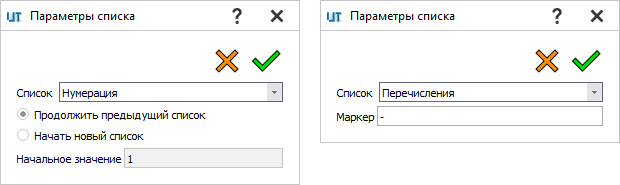 Параметры списка ?
Список Нумерация
Продолжить предыдущий список
Начать новый список
Начальное значение 1
Параметры списка ?
Список Перечисления
Маркер -